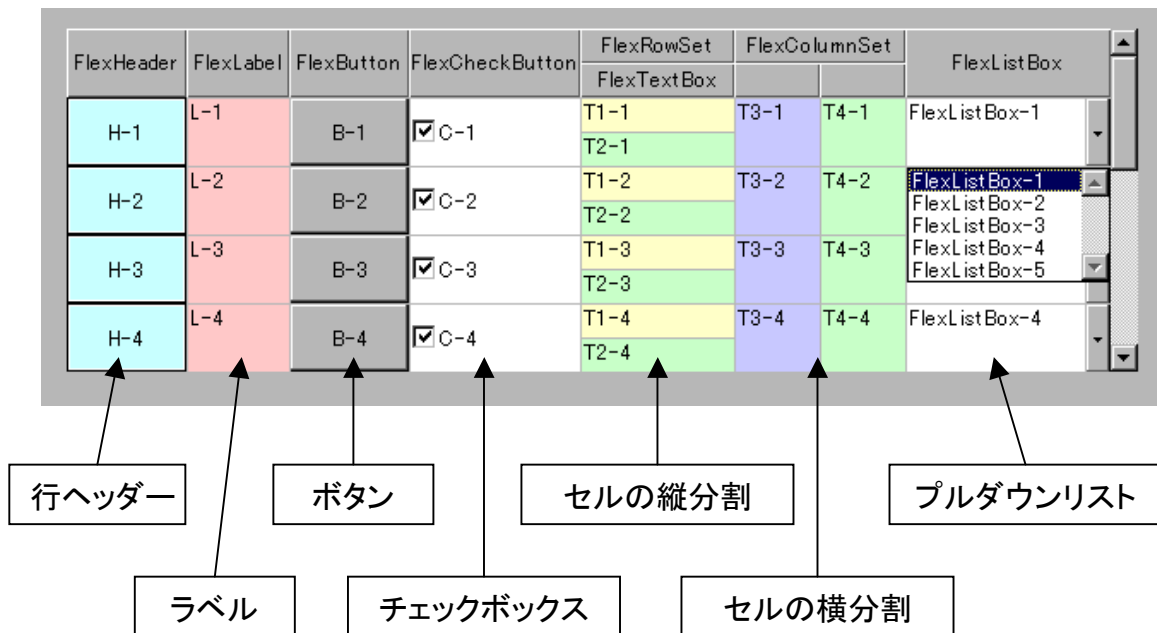 FlexHeader FlexLabel FlexButton FlexCheckButton FlexRowSet FlexColumnSet FlexListBox
FlexTextBox
H-1 L-1 B-1 C-1 T1-1 T3-1 T4-1 FlexListBox-1
T2-1
H-2 L-2 B-2 C-2 T1-2 T3-2 T4-2 FlexListBox-1
T2-2 FlexListBox-2
FlexListBox-3
H-3 L-3 B-3 C-3 T1-3 T3-3 T4-3 FlexListBox-4
T2-3 FlexListBox-5
H-4 L-4 B-4 C-4 T1-4 T3-4 T4-4 FlexListBox-4
T2-4
行ヘッダー ボタン セルの縦分割 プルダウンリスト
ラベル チェックボックス セルの横分割